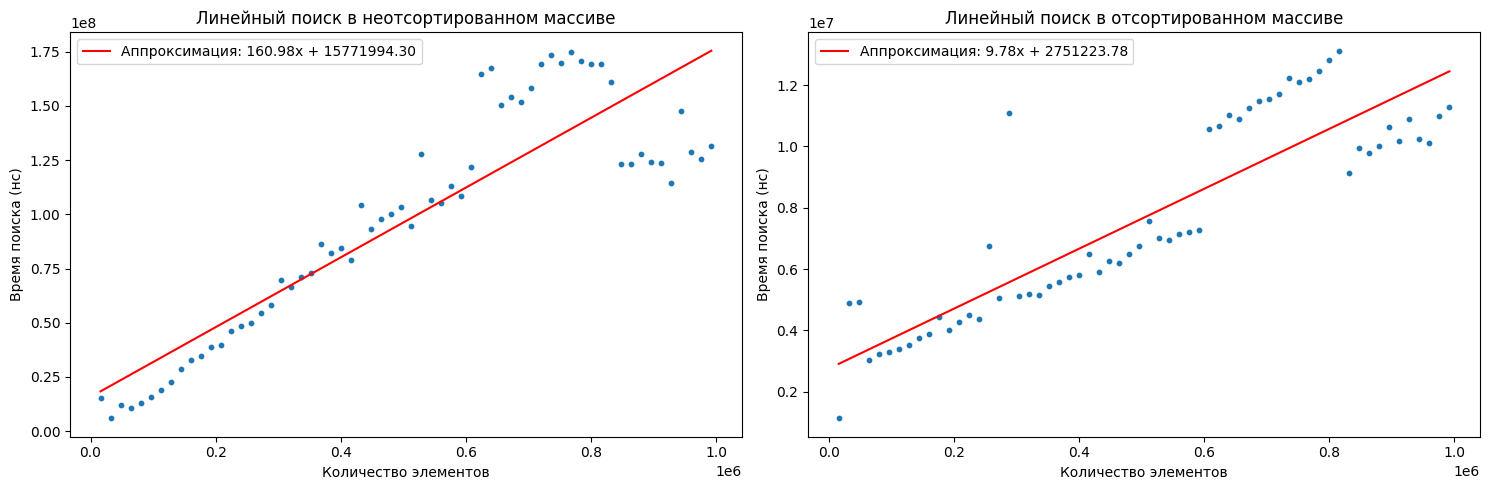 Линейный поиск в неотсортированном массиве
1e8
Аппроксимация: 160.98x + 15771994.30
1.75
1.50
1.25
1.00
0.75
0.50
0.25
0.00
Время поиска (нс)
0.0 0.2 0.4 0.6 0.8 1.0
1e6
Количество элементов
Линейный поиск в отсортированном массиве
1e7
Аппроксимация: 9.78x + 2751223.78
1.2
1.0
0.8
0.6
0.4
0.2
Время поиска (нс)
0.0 0.2 0.4 0.6 0.8 1.0
1e6
Количество элементов